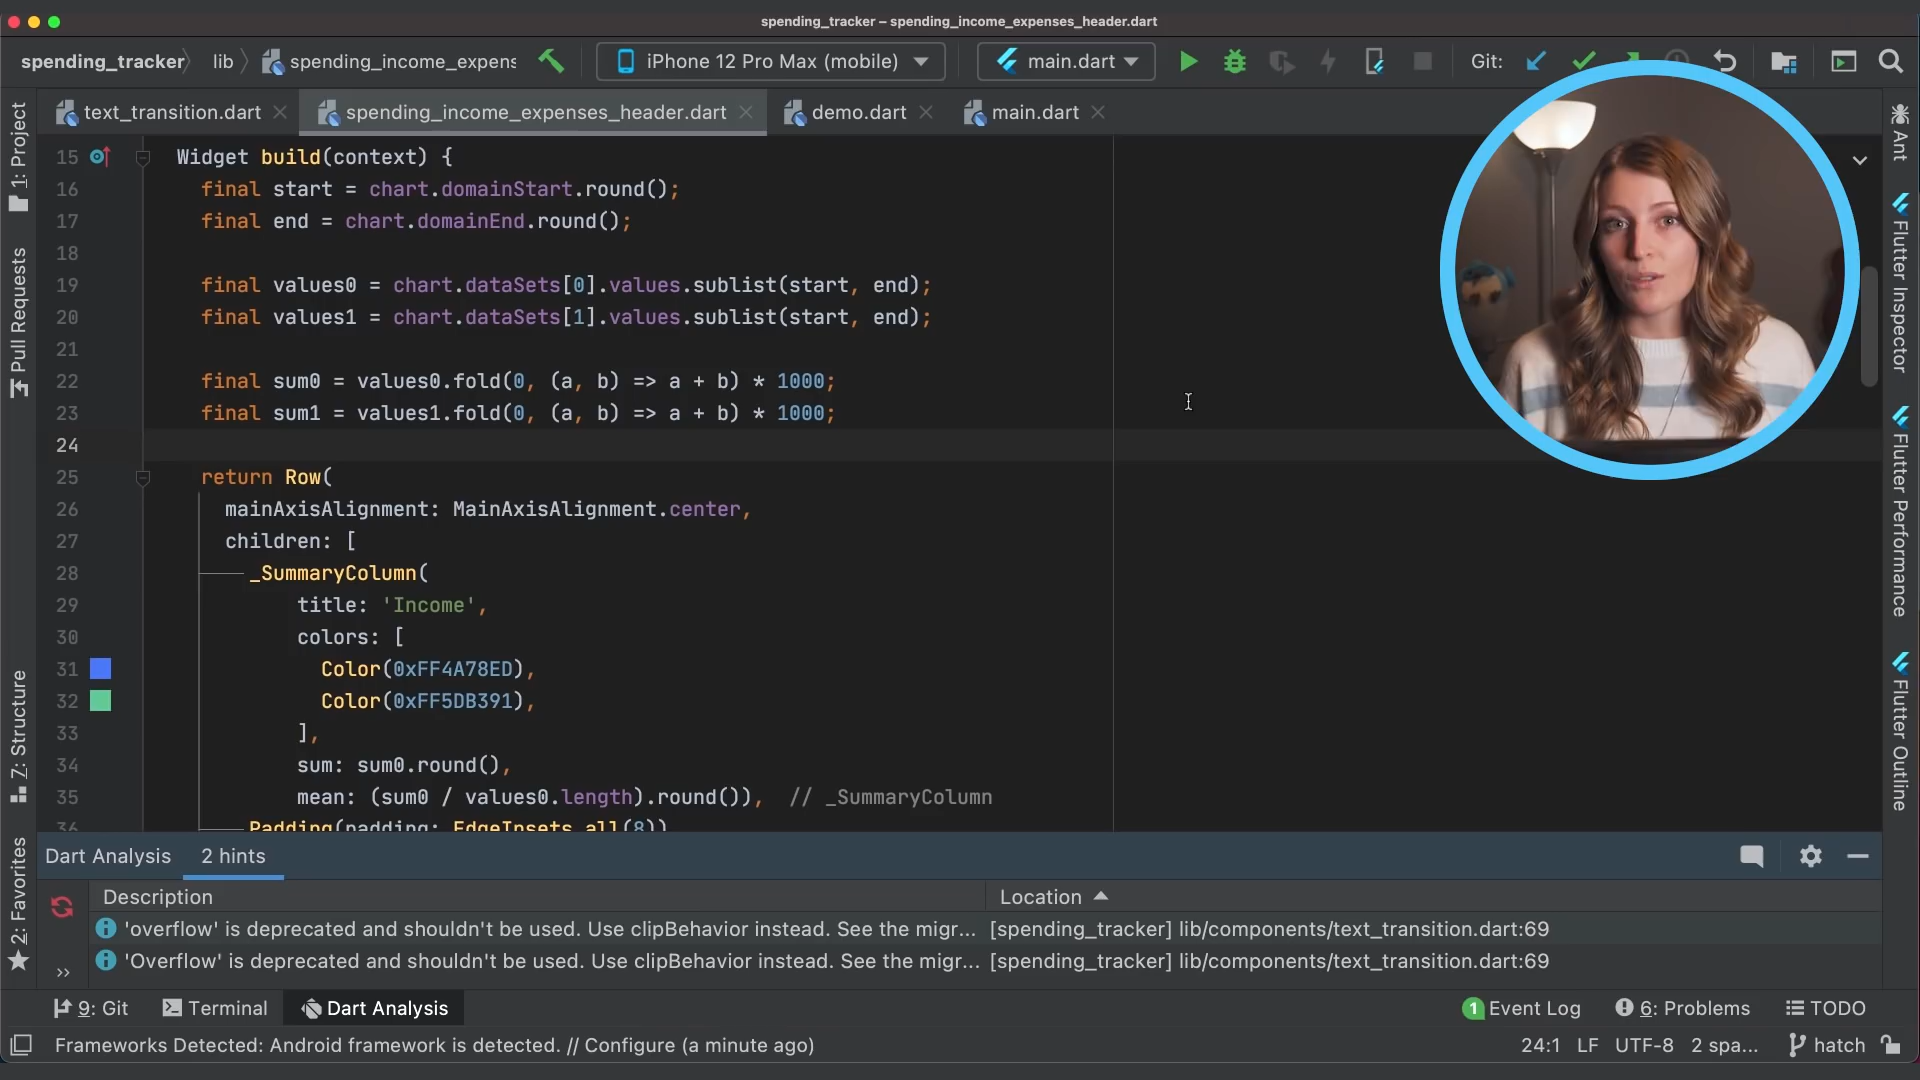 spending_tracker – spending_income_expenses_header.dart
spending_tracker lib spending_income_expens iPhone 12 Pro Max (mobile) main.dart Git:
text_transition.dart spending_income_expenses_header.dart demo.dart main.dart
1: Project
Pull Requests
Z: Structure
2: Favorites
15 Widget build(context) {
16 final start = chart.domainStart.round();
17 final end = chart.domainEnd.round();
18
19 final values0 = chart.dataSets[0].values.sublist(start, end);
20 final values1 = chart.dataSets[1].values.sublist(start, end);
21
22 final sum0 = values0.fold(0, (a, b) => a + b) * 1000;
23 final sum1 = values1.fold(0, (a, b) => a + b) * 1000;
24
25 return Row(
26 mainAxisAlignment: MainAxisAlignment.center,
27 children: [
28 _SummaryColumn(
29 title: 'Income',
30 colors: [
31 Color(0xFF4A78ED),
32 Color(0xFF5DB391),
33 ],
34 sum: sum0.round(),
35 mean: (sum0 / values0.length).round()), // _SummaryColumn
36 Padding(padding: EdgeInsets.all(8))
Ant
Flutter Inspector
Flutter Performance
Flutter Outline
Dart Analysis 2 hints
Description Location
'overflow' is deprecated and shouldn't be used. Use clipBehavior instead. See the migr... [spending_tracker] lib/components/text_transition.dart:69
'Overflow' is deprecated and shouldn't be used. Use clipBehavior instead. See the migr... [spending_tracker] lib/components/text_transition.dart:69
9: Git Terminal Dart Analysis 1 Event Log 6: Problems TODO
Frameworks Detected: Android framework is detected. // Configure (a minute ago) 24:1 LF UTF-8 2 spa... hatch